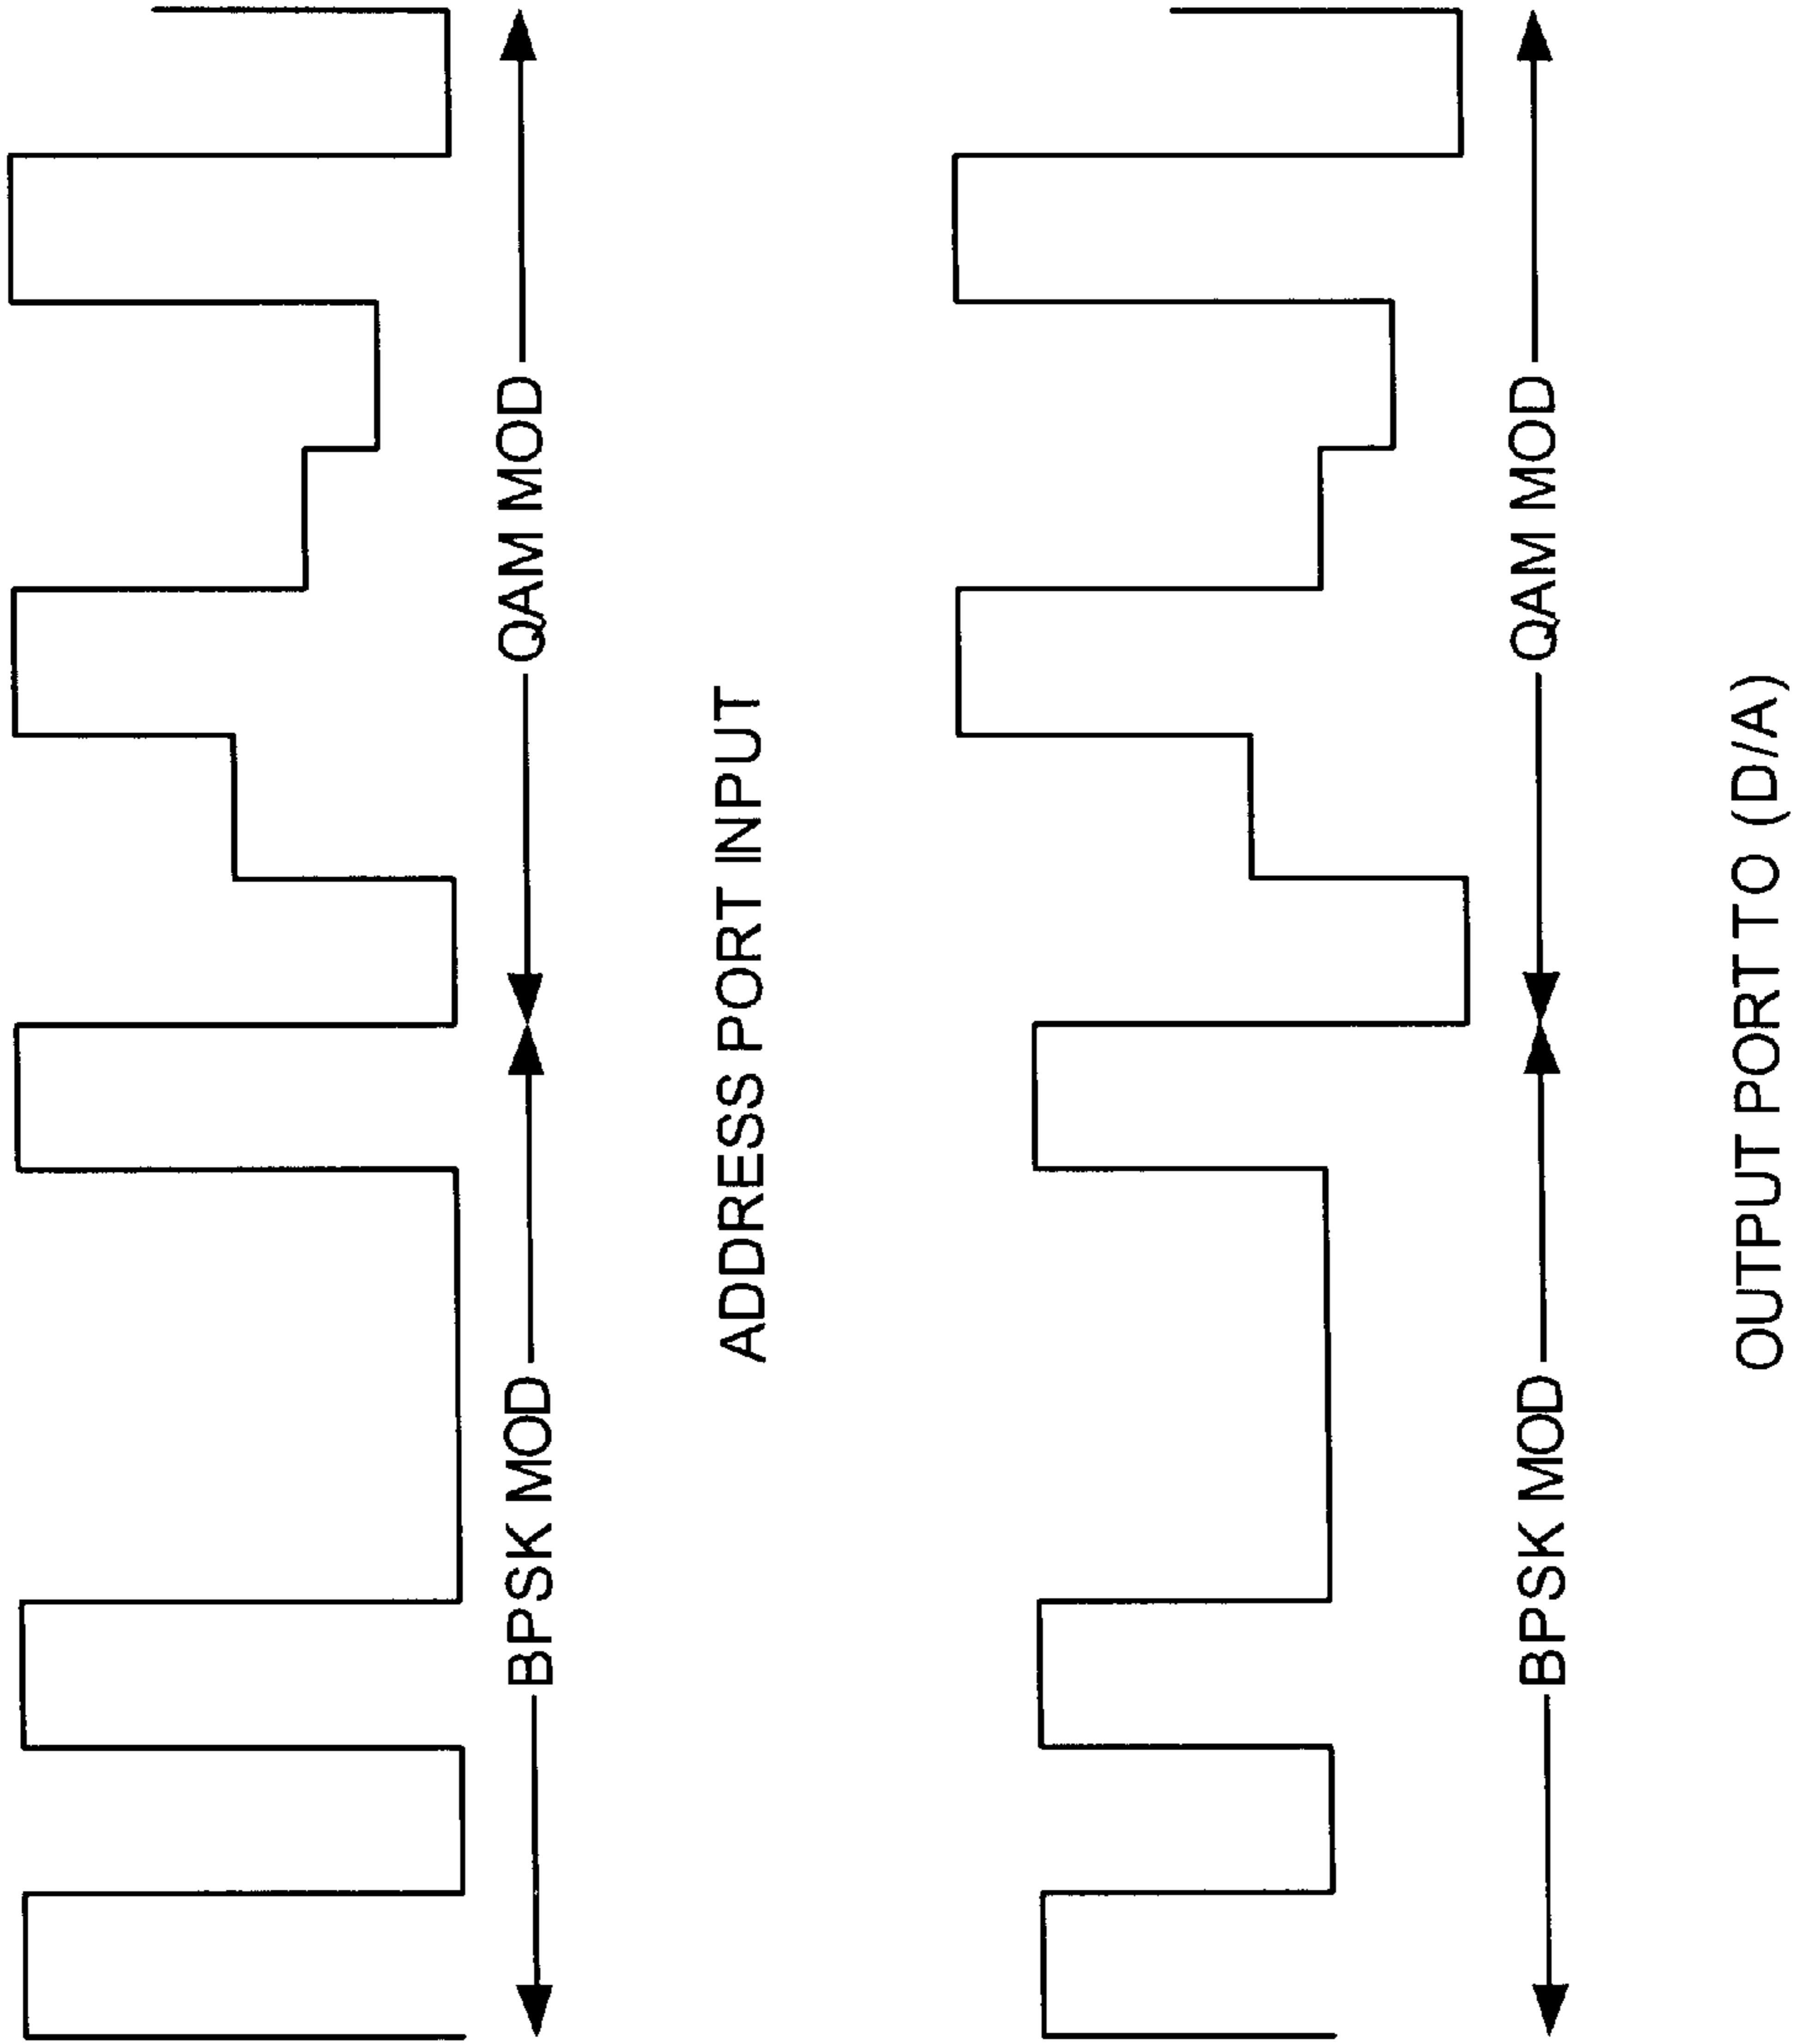 BPSK MOD
QAM MOD
ADDRESS PORT INPUT
BPSK MOD
QAM MOD
OUTPUT PORT TO (D/A)